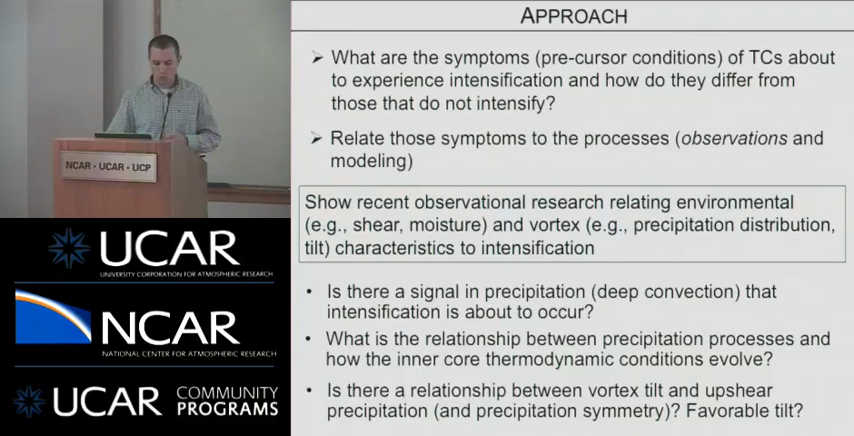 APPROACH
What are the symptoms (pre-cursor conditions) of TCs about
to experience intensification and how do they differ from
those that do not intensify?
Relate those symptoms to the processes (observations and
modeling)
Show recent observational research relating environmental
(e.g., shear, moisture) and vortex (e.g., precipitation distribution,
tilt) characteristics to intensification
• Is there a signal in precipitation (deep convection) that
intensification is about to occur?
• What is the relationship between precipitation processes and
how the inner core thermodynamic conditions evolve?
• Is there a relationship between vortex tilt and upshear
precipitation (and precipitation symmetry)? Favorable tilt?
NCAR • UCAR • UCP
UCAR
UNIVERSITY CORPORATION FOR ATMOSPHERIC RESEARCH
NCAR
NATIONAL CENTER FOR ATMOSPHERIC RESEARCH
UCAR COMMUNITY
PROGRAMS